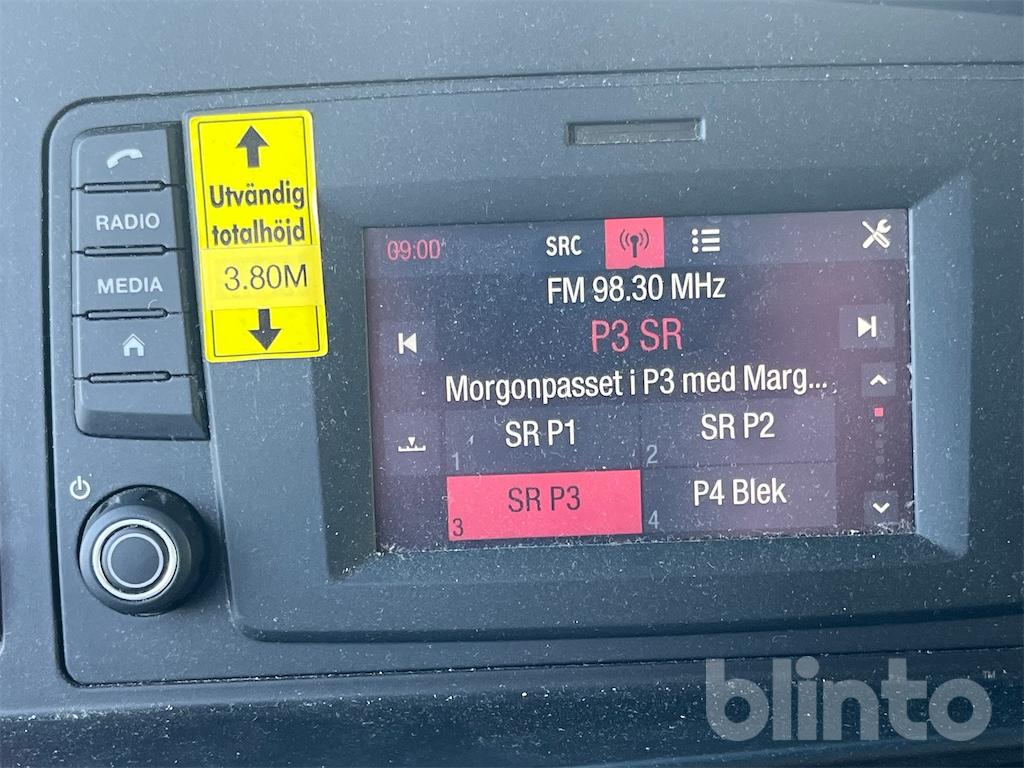 RADIO
MEDIA
Utvändig
totalhöjd
3.80M
09:00 SRC
FM 98.30 MHz
P3 SR
Morgonpasset i P3 med Marg...
1 SR P1
2 SR P2
3 SR P3
4 P4 Blek
blinto™